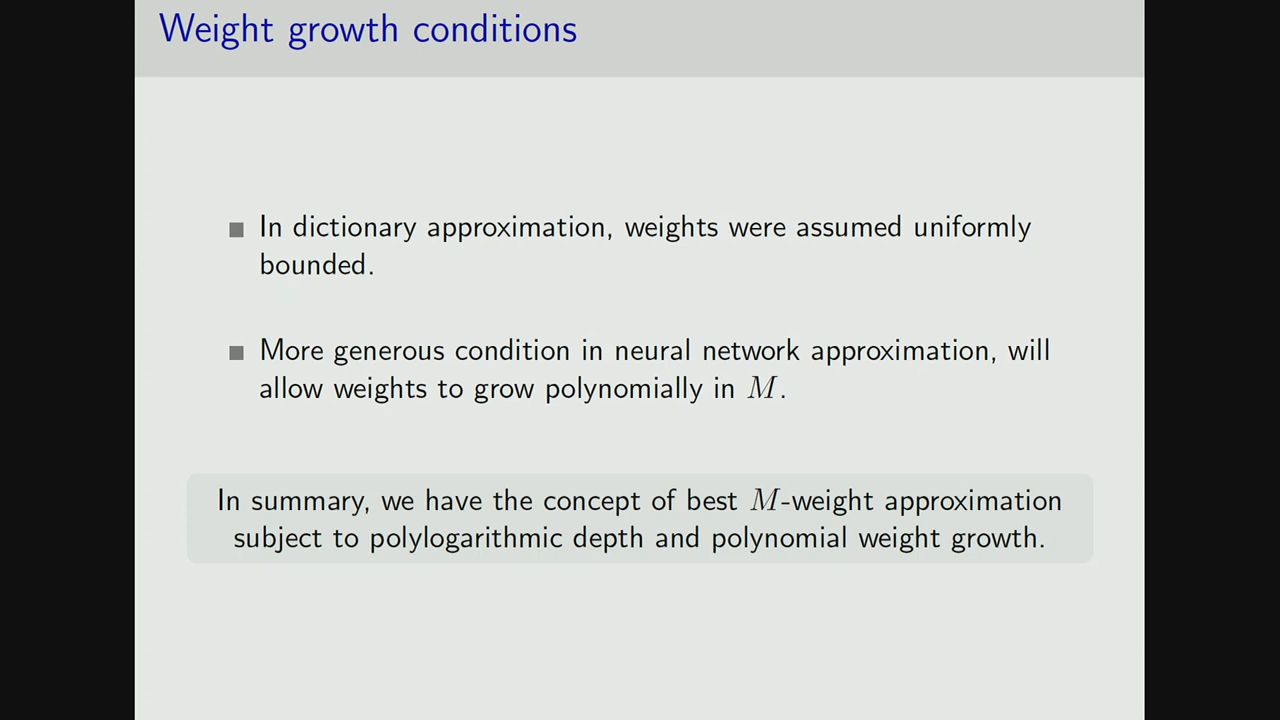 Weight growth conditions
In dictionary approximation, weights were assumed uniformly
bounded.
More generous condition in neural network approximation, will
allow weights to grow polynomially in M.
In summary, we have the concept of best M-weight approximation
subject to polylogarithmic depth and polynomial weight growth.